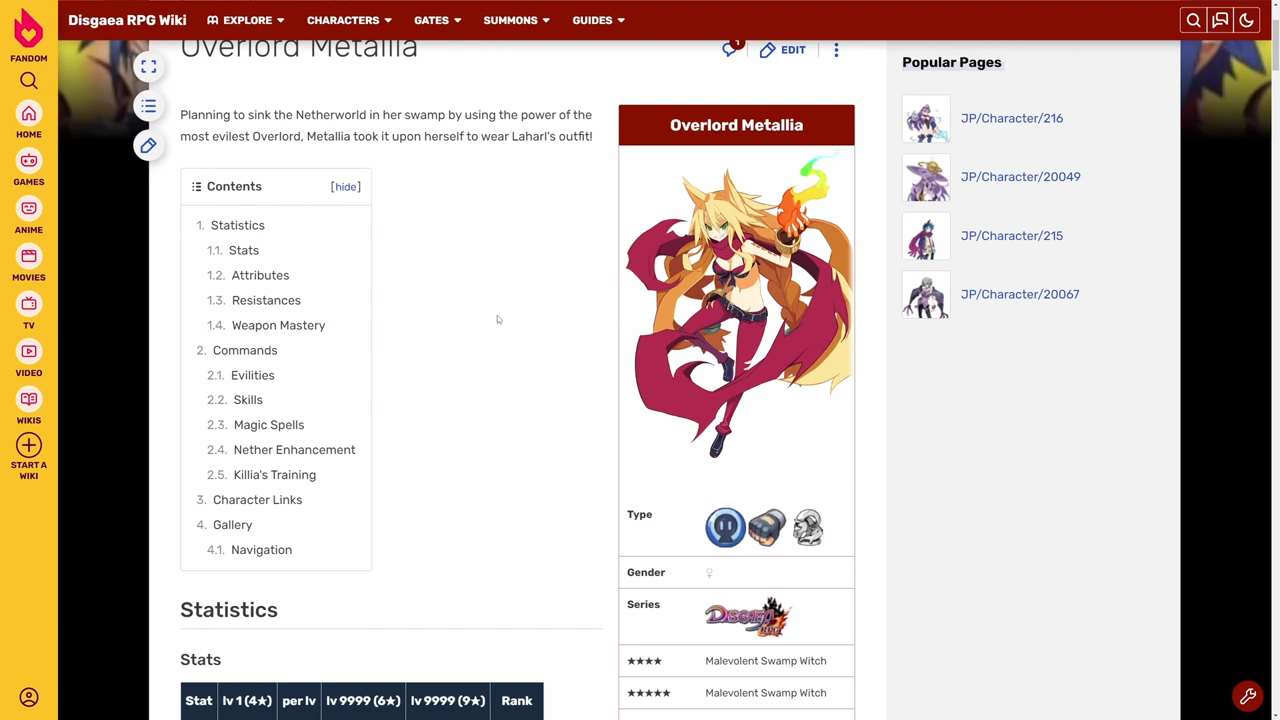 Disgaea RPG Wiki
EXPLORE
CHARACTERS
GATES
SUMMONS
GUIDES
FANDOM
HOME
GAMES
ANIME
MOVIES
TV
VIDEO
WIKIS
START A
WIKI
Overlord Metallia
1
EDIT
Planning to sink the Netherworld in her swamp by using the power of the
most evilest Overlord, Metallia took it upon herself to wear Laharl's outfit!
Contents [hide]
1. Statistics
1.1. Stats
1.2. Attributes
1.3. Resistances
1.4. Weapon Mastery
2. Commands
2.1. Evilities
2.2. Skills
2.3. Magic Spells
2.4. Nether Enhancement
2.5. Killia's Training
3. Character Links
4. Gallery
4.1. Navigation
Statistics
Stats
Stat lv 1 (4★) per lv lv 9999 (6★) lv 9999 (9★) Rank
Overlord Metallia
Type
Gender ♀
Series DISGAEA RPG
★★★★ Malevolent Swamp Witch
★★★★★ Malevolent Swamp Witch
Popular Pages
JP/Character/216
JP/Character/20049
JP/Character/215
JP/Character/20067